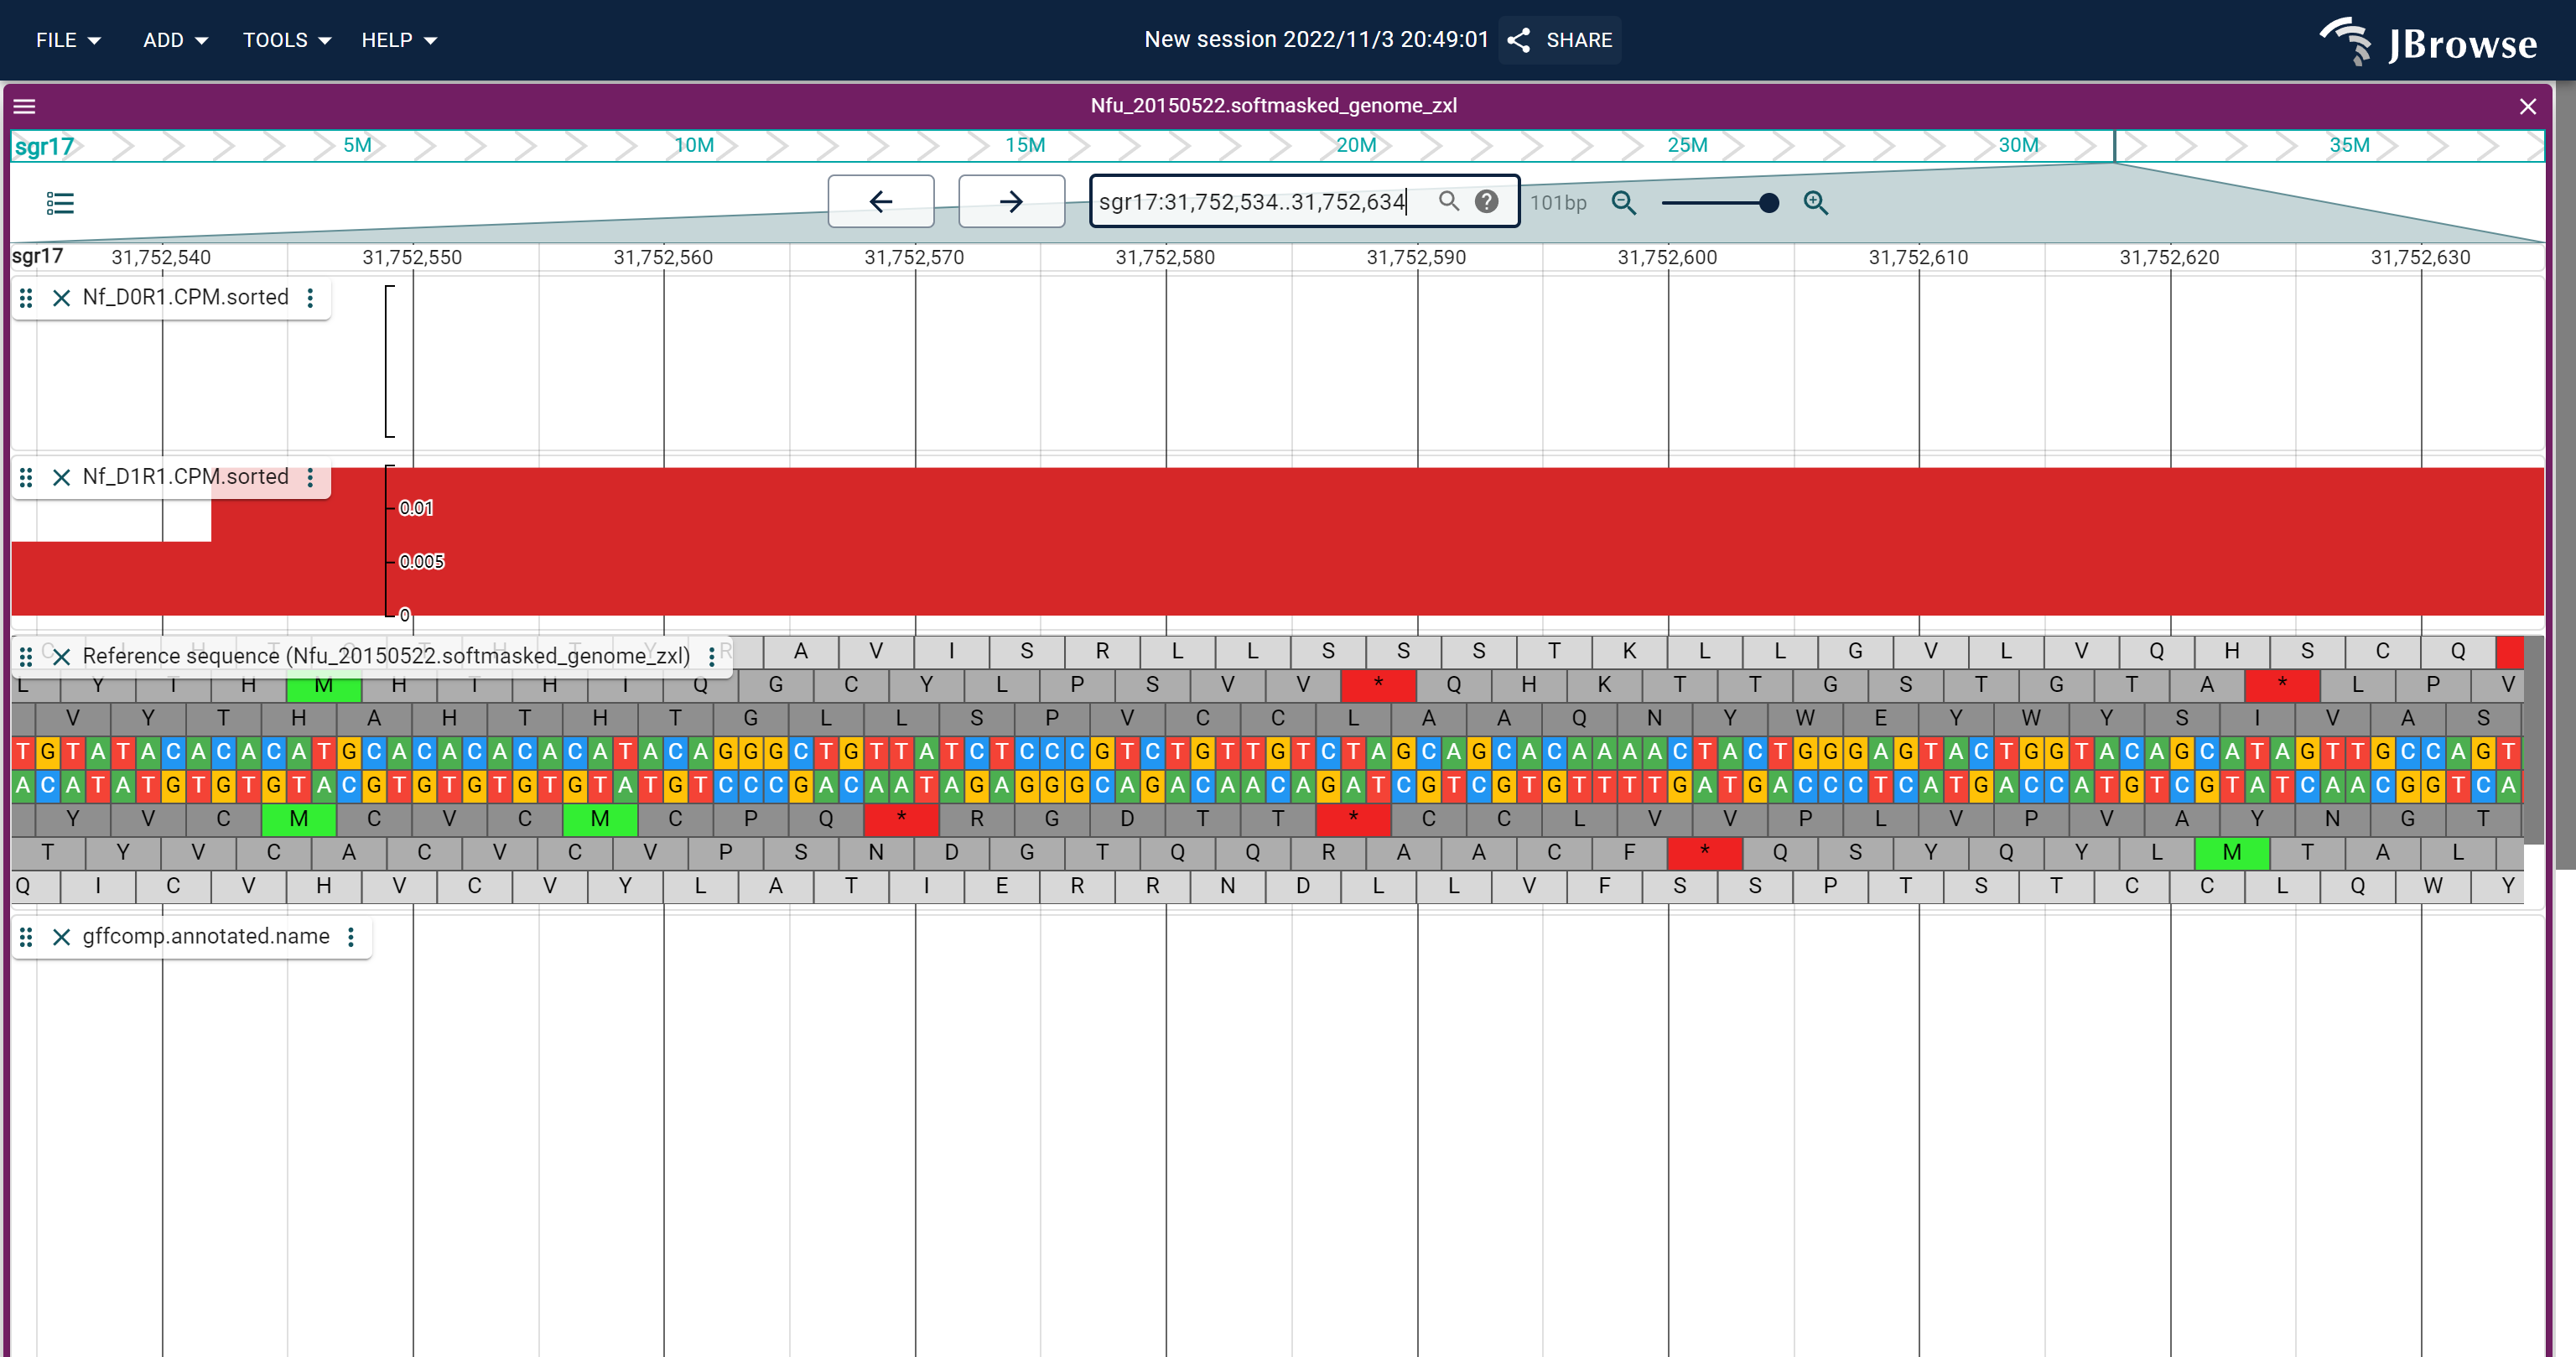 FILE ADD TOOLS HELP New session 2022/11/3 20:49:01 SHARE JBrowse
Nfu_20150522.softmasked_genome_zxl
sgr17 5M 10M 15M 20M 25M 30M 35M
sgr17:31,752,534..31,752,634 101bp
sgr17 31,752,540 31,752,550 31,752,560 31,752,570 31,752,580 31,752,590 31,752,600 31,752,610 31,752,620 31,752,630
Nf_D0R1.CPM.sorted
Nf_D1R1.CPM.sorted
0.01
0.005
0
A V I S R L L S S S T K L L G V L V Q H S C Q
Reference sequence (Nfu_20150522.softmasked_genome_zxl)
L Y T H M H T H I Q G C Y L P S V V * Q H K T T G S T G T A * L P V
V Y T H A H T H T G L L S P V C C L A A Q N Y W E Y W Y S I V A S
T G T A T A C A C A C A T G C A C A C A C A C A T A C A G G G C T G T T A T C T C C C G T C T G T T G T C T A G C A G C A C A A A A C T A C T G G G A G T A C T G G T A C A G C A T A G T T G C C A G T
A C A T A T G T G T G T A C G T G T G T G T G T A T G T C C C G A C A A T A G A G G G C A G A C A A C A G A T C G T C G T G T T T T G A T G A C C C T C A T G A C C A T G T C G T A T C A A C G G T C A
Y V C M C V C M C P Q * R G D T T * C C L V V P L V P V A Y N G T
T Y V C A C V C V P S N D G T Q Q R A A C F * Q S Y Q Y L M T A L
Q I C V H V C V Y L A T I E R R N D L L V F S S P T S T C C L Q W Y
gffcomp.annotated.name